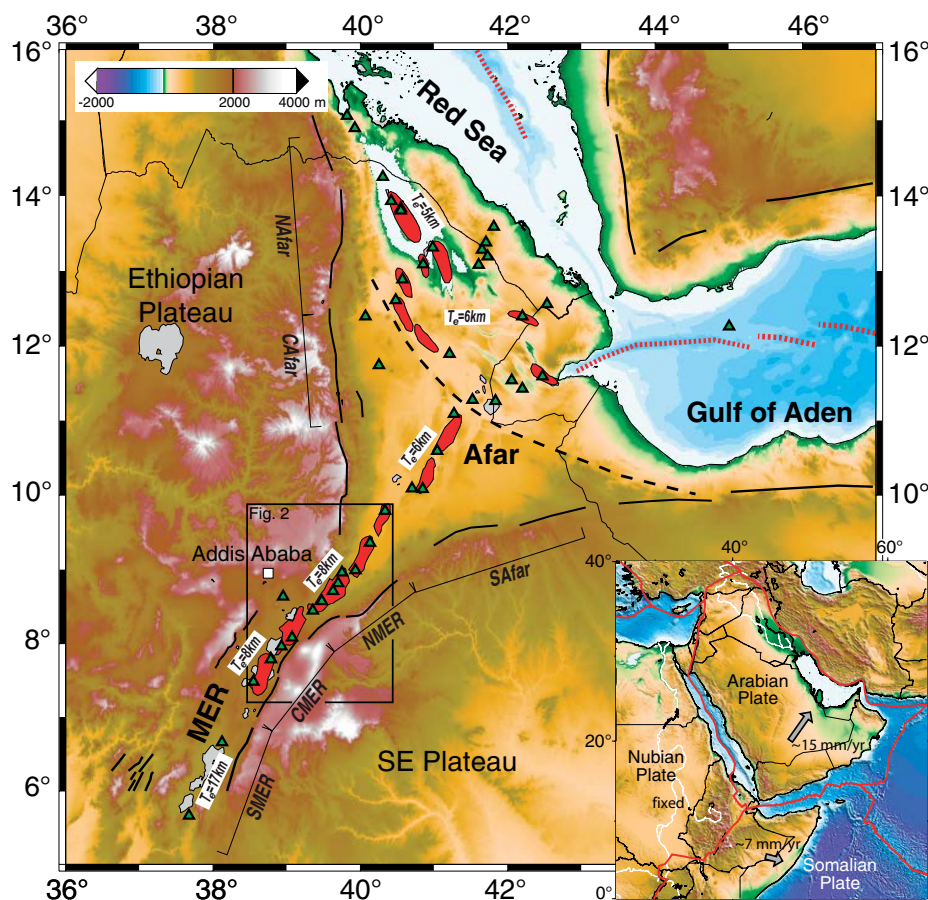 36° 38° 40° 42° 44° 46°
16° 16°
-2000 2000 4000 m
Red Sea
14° 14°
NAfar
Te=5km
Ethiopian
Plateau
Te=6km
12° 12°
CAfar
Gulf of Aden
Te=6km
Afar
10° 10°
Fig. 2
Addis Ababa
Te=8km
SAfar
8°
NMER
Te=8km
MER
CMER
SE Plateau
6°
Te=17km
SMER
36° 38° 40° 42°
40° 40° 60°
Arabian
Plate
~15 mm/yr
20°
Nubian
Plate
fixed
~7 mm/yr
Somalian
Plate
0°